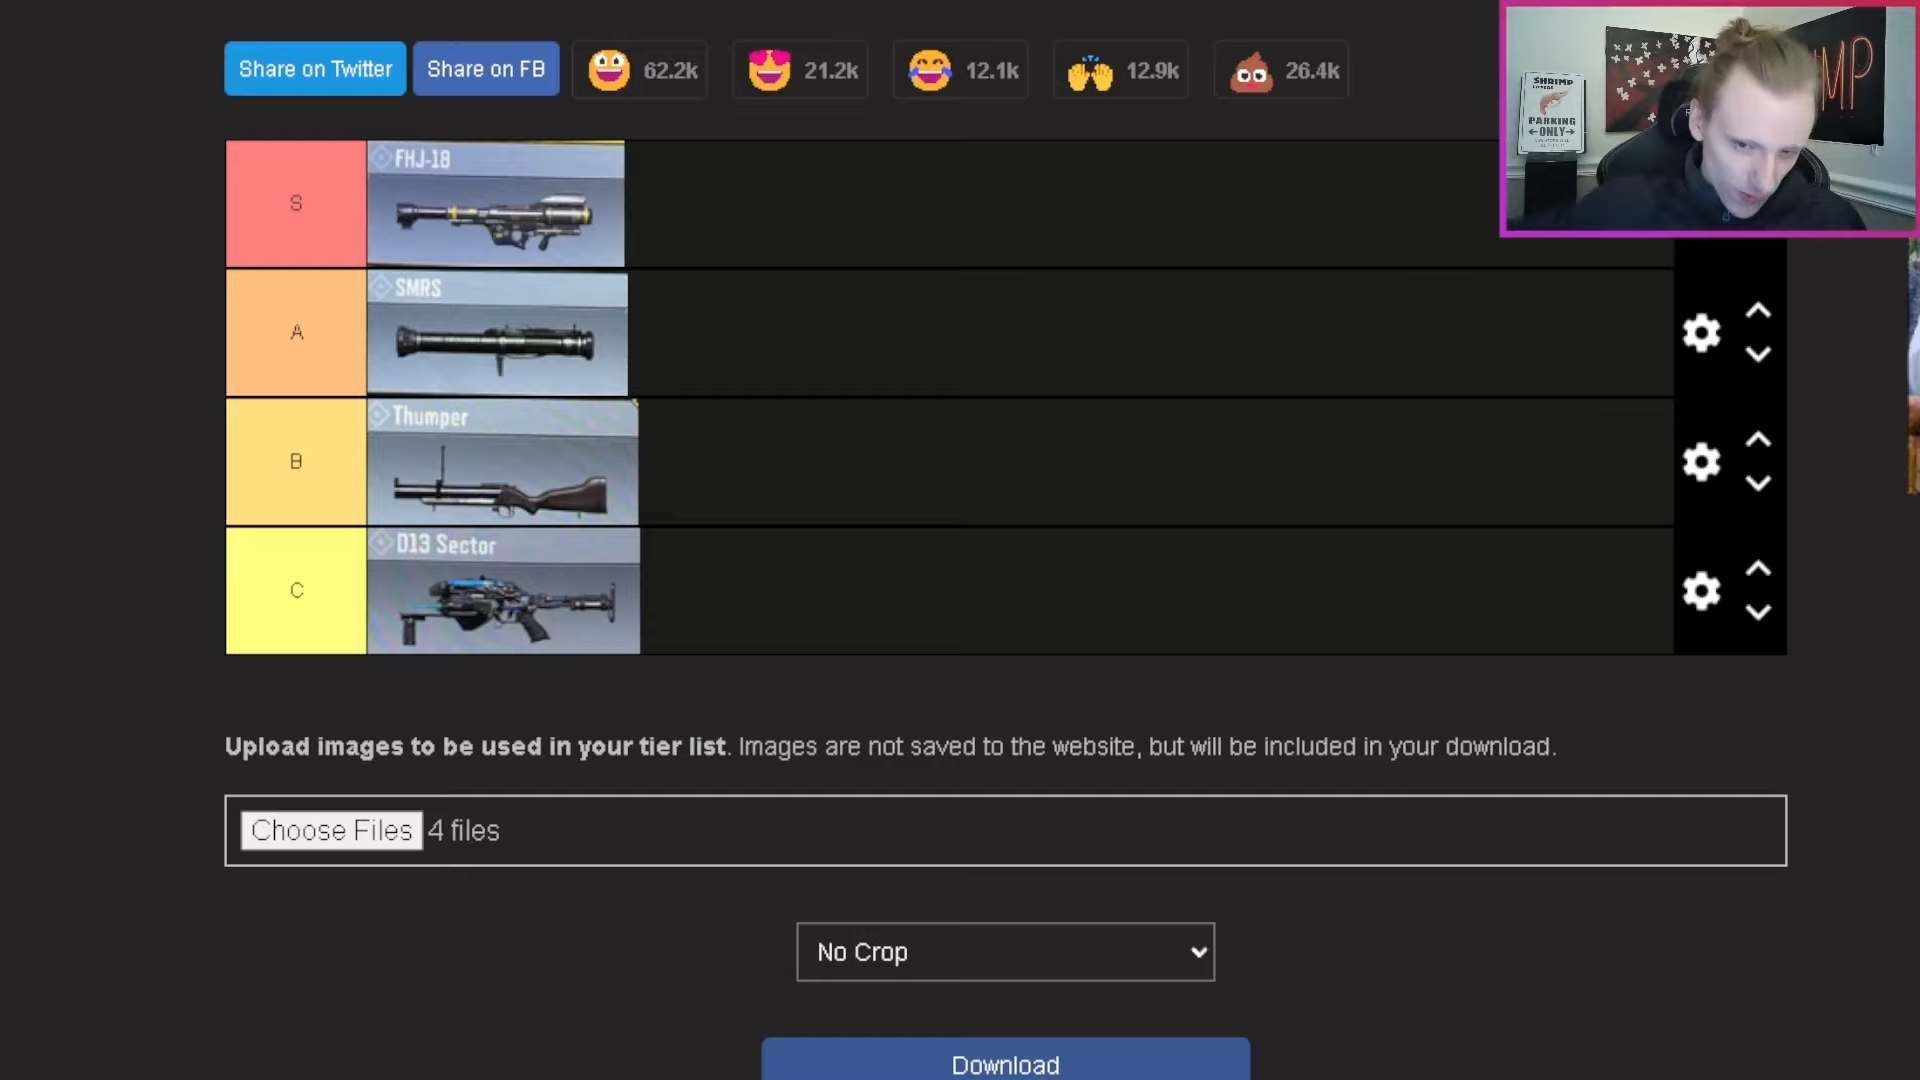 Share on Twitter
Share on FB
62.2k
21.2k
12.1k
12.9k
26.4k
SHRIMP
PARKING
←ONLY→
MP
S
FHJ-18
A
SMRS
B
Thumper
C
D13 Sector
Upload images to be used in your tier list. Images are not saved to the website, but will be included in your download.
Choose Files 4 files
No Crop
Download